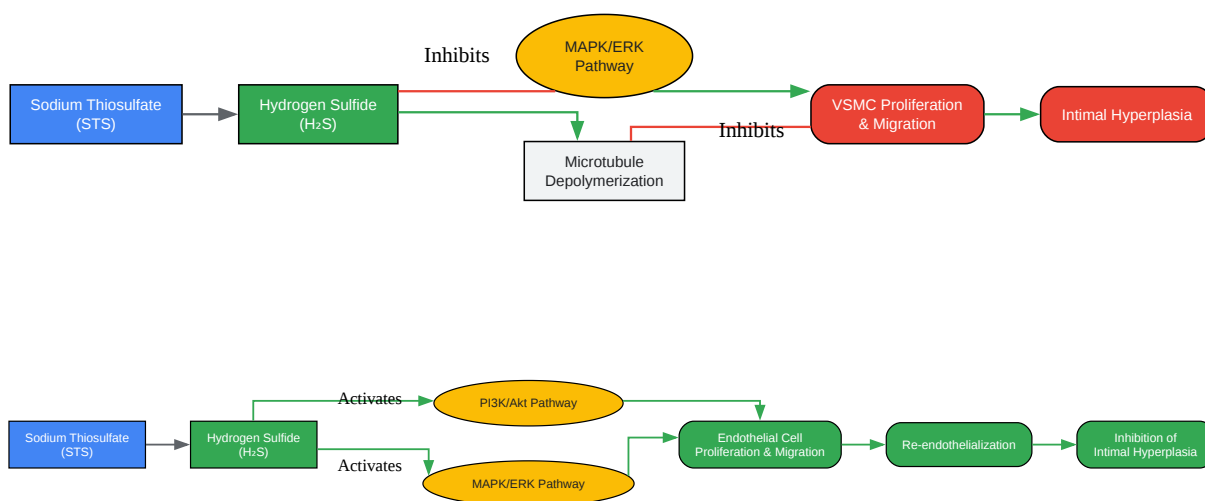 Inhibits
MAPK/ERK
Pathway
Sodium Thiosulfate
(STS)
Hydrogen Sulfide
(H₂S)
VSMC Proliferation
& Migration
Intimal Hyperplasia
Inhibits
Microtubule
Depolymerization
Activates
PI3K/Akt Pathway
Sodium Thiosulfate
(STS)
Hydrogen Sulfide
(H₂S)
Endothelial Cell
Proliferation & Migration
Re-endothelialization
Inhibition of
Intimal Hyperplasia
Activates
MAPK/ERK Pathway